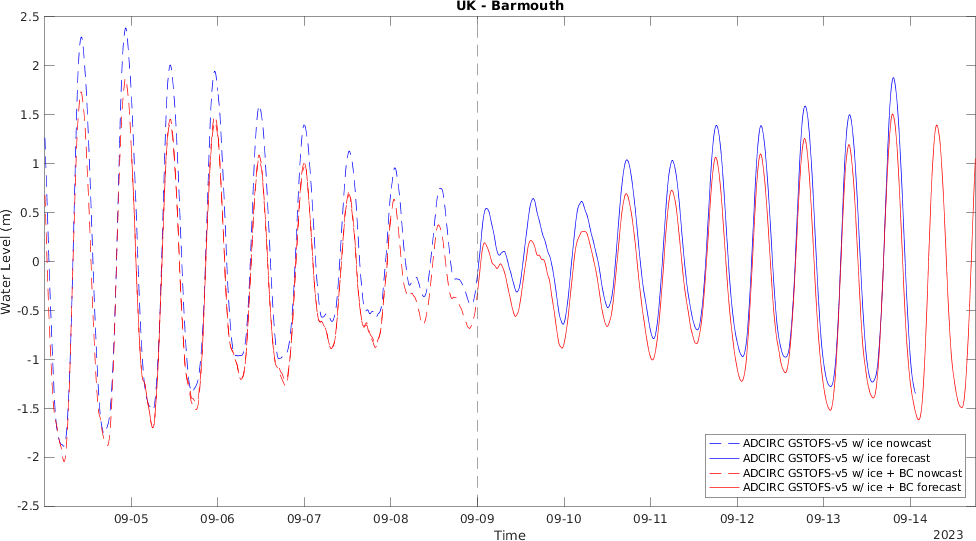 UK - Barmouth
2.5
2
1.5
1
0.5
0
-0.5
-1
-1.5
-2
-2.5
Water Level (m)
ADCIRC GSTOFS-v5 w/ ice nowcast
ADCIRC GSTOFS-v5 w/ ice forecast
ADCIRC GSTOFS-v5 w/ ice + BC nowcast
ADCIRC GSTOFS-v5 w/ ice + BC forecast
09-05 09-06 09-07 09-08 09-09 09-10 09-11 09-12 09-13 09-14
Time
2023